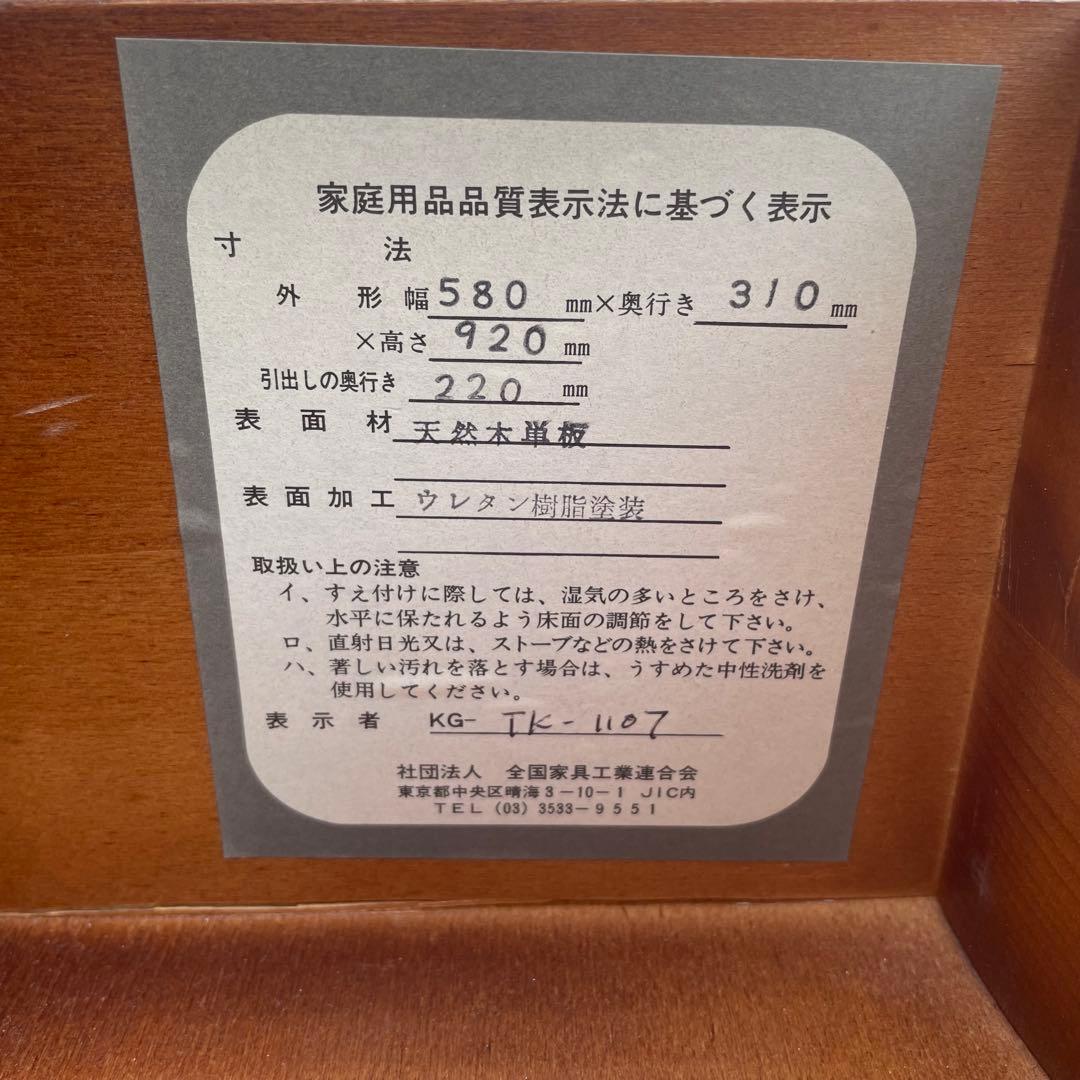 家庭用品品質表示法に基づく表示
寸法
外形 幅 580 mm×奥行き 310 mm
×高さ 920 mm
引出しの奥行き 220 mm
表面材 天然木単板
表面加工 ウレタン樹脂塗装
取扱い上の注意
イ、すえ付けに際しては、湿気の多いところをさけ、
水平に保たれるよう床面の調節をして下さい。
ロ、直射日光又は、ストーブなどの熱をさけて下さい。
ハ、著しい汚れを落とす場合は、うすめた中性洗剤を
使用してください。
表示者 KG- TK-1107
社団法人 全国家具工業連合会
東京都中央区晴海3-10-1 JIC内
TEL (03) 3533-9551